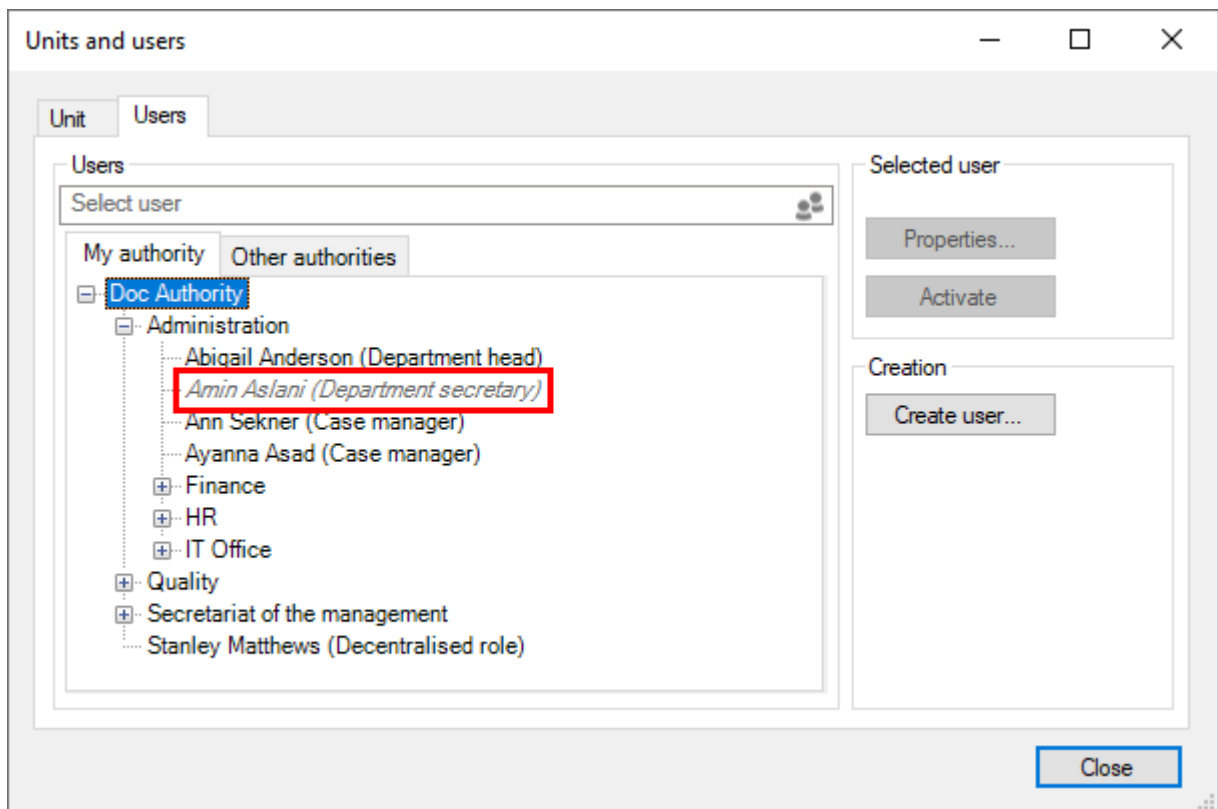 Units and users
Unit
Users
Users
Select user
My authority
Other authorities
Doc Authority
Administration
Abigail Anderson (Department head)
Amin Aslani (Department secretary)
Ann Sekner (Case manager)
Ayanna Asad (Case manager)
Finance
HR
IT Office
Quality
Secretariat of the management
Stanley Matthews (Decentralised role)
Selected user
Properties...
Activate
Creation
Create user...
Close